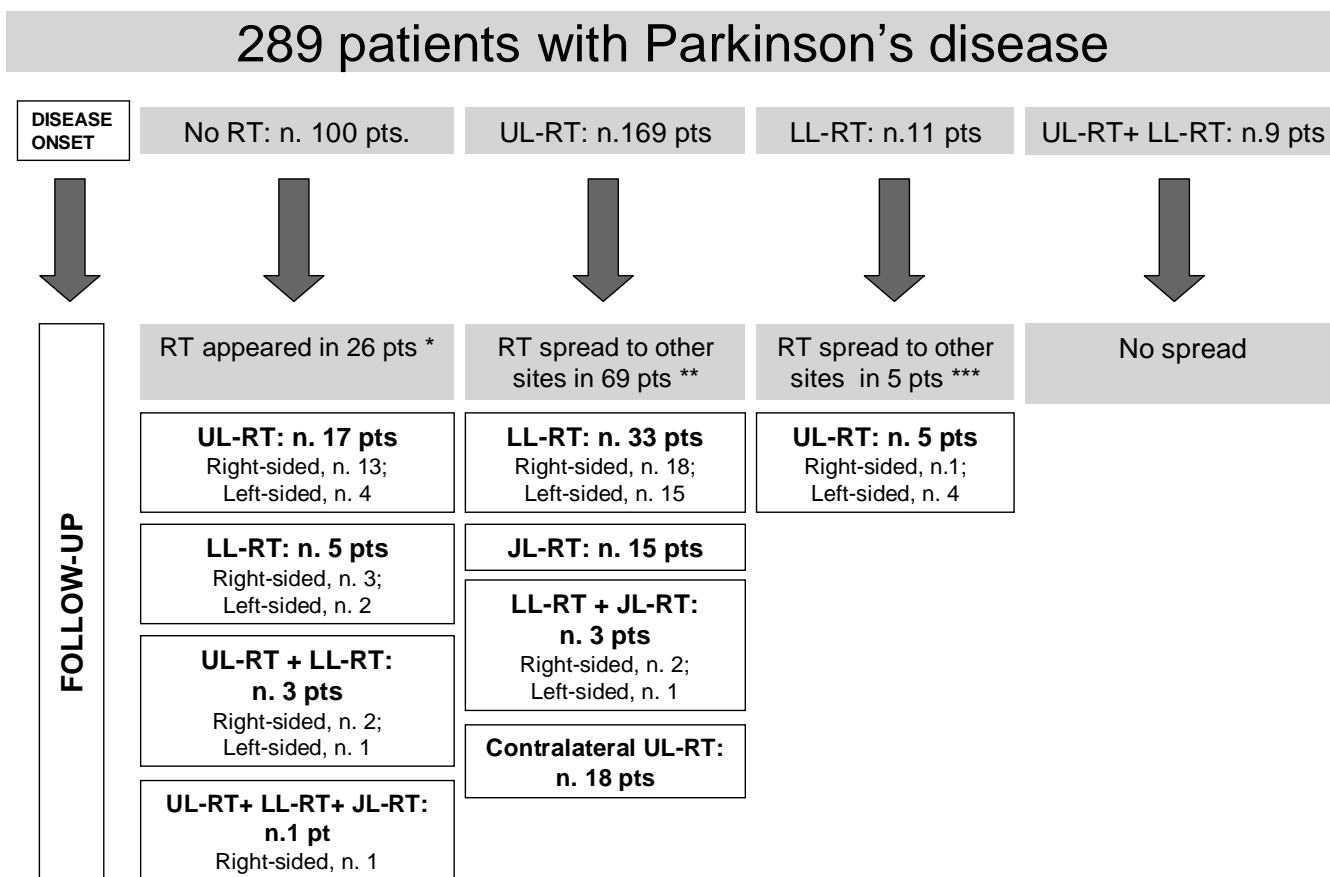 289 patients with Parkinson's disease
DISEASE
ONSET
No RT: n. 100 pts.
UL-RT: n.169 pts
LL-RT: n.11 pts
UL-RT+ LL-RT: n.9 pts
FOLLOW-UP
RT appeared in 26 pts *
UL-RT: n. 17 pts
Right-sided, n. 13;
Left-sided, n. 4
LL-RT: n. 5 pts
Right-sided, n. 3;
Left-sided, n. 2
UL-RT + LL-RT:
n. 3 pts
Right-sided, n. 2;
Left-sided, n. 1
UL-RT+ LL-RT+ JL-RT:
n.1 pt
Right-sided, n. 1
RT spread to other
sites in 69 pts **
LL-RT: n. 33 pts
Right-sided, n. 18;
Left-sided, n. 15
JL-RT: n. 15 pts
LL-RT + JL-RT:
n. 3 pts
Right-sided, n. 2;
Left-sided, n. 1
Contralateral UL-RT:
n. 18 pts
RT spread to other
sites  in 5 pts ***
UL-RT: n. 5 pts
Right-sided, n.1;
Left-sided, n. 4
No spread